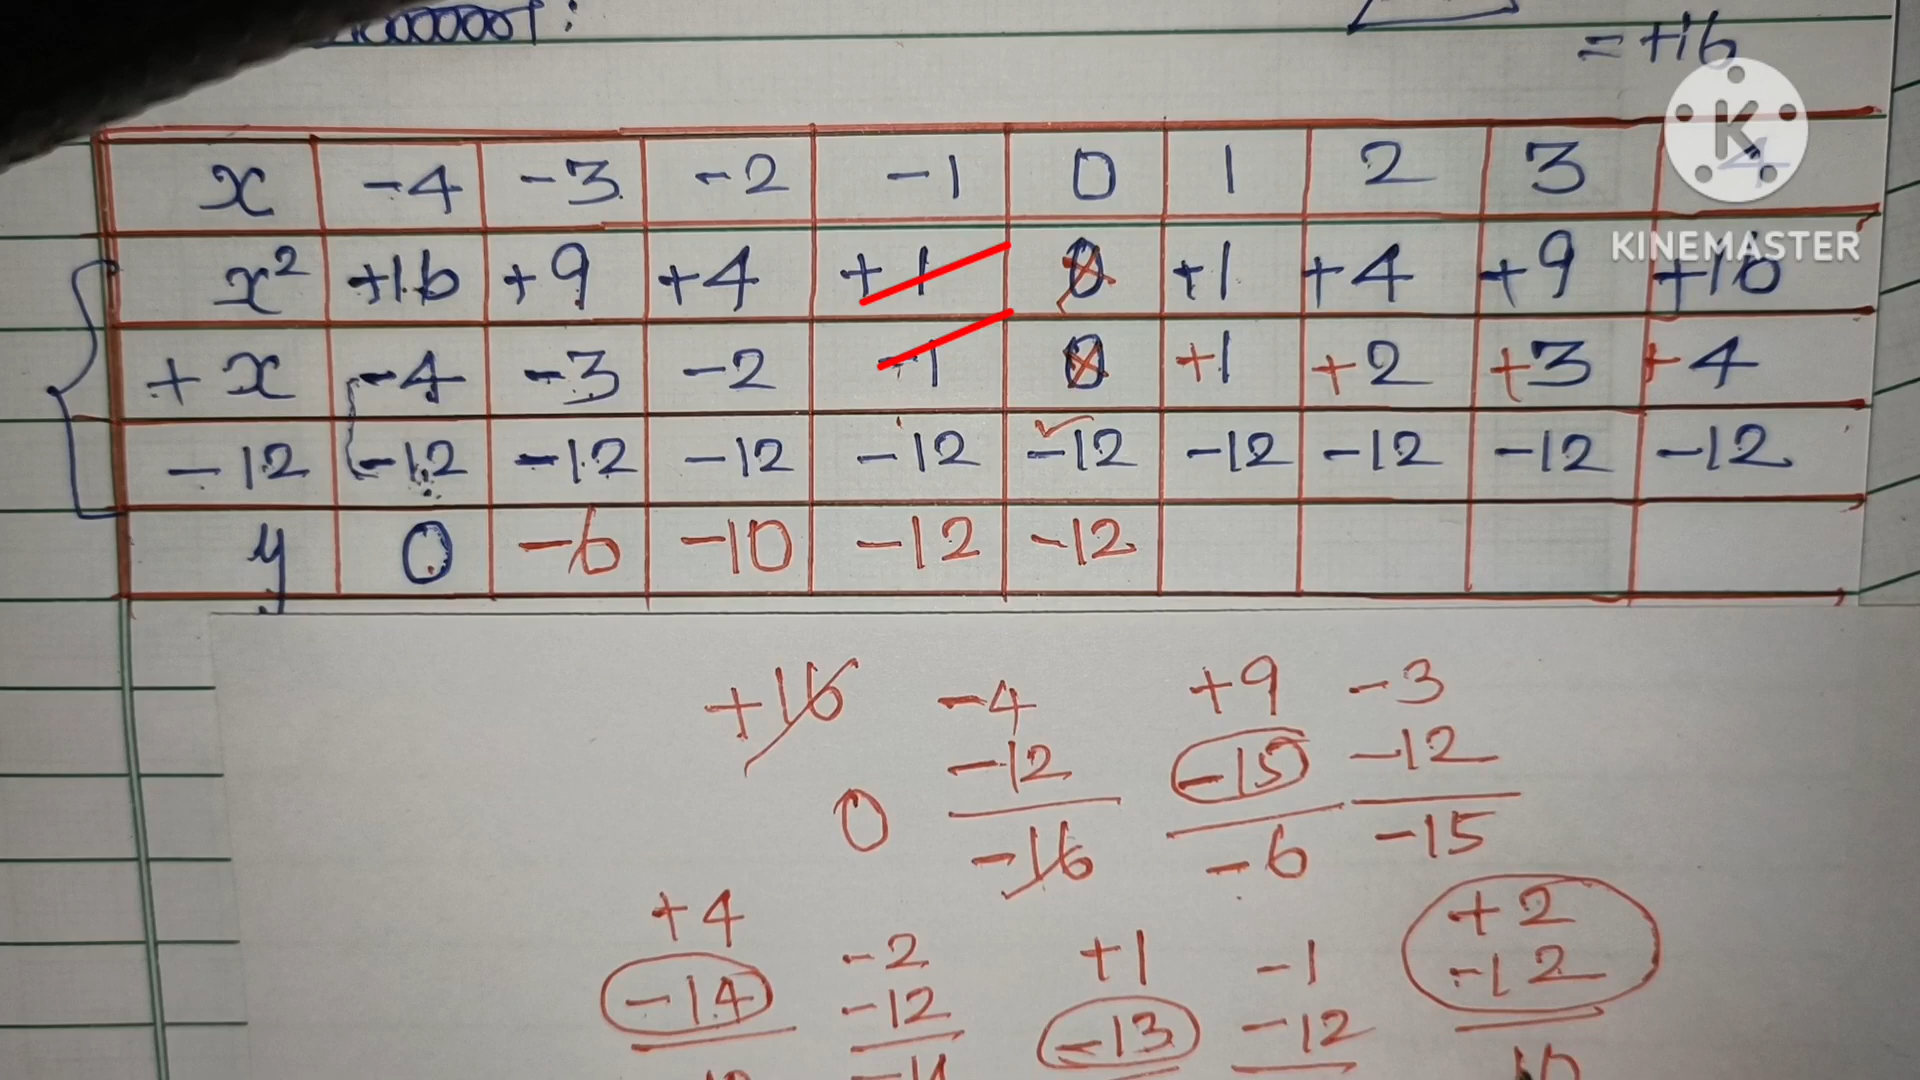 = +16
x -4 -3 -2 -1 0 1 2 3 4
KINEMASTER
x² +16 +9 +4 +1 0 +1 +4 +9 +16
+x -4 -3 -2 -1 0 +1 +2 +3 +4
-12 -12 -12 -12 -12 -12 -12 -12 -12 -12
y 0 -6 -10 -12 -12
+16 -4 +9 -3
-12 -15 -12
0 -16 -6 -15
+4 -2 +1 -1 +2
-14 -12 -13 -12 -12